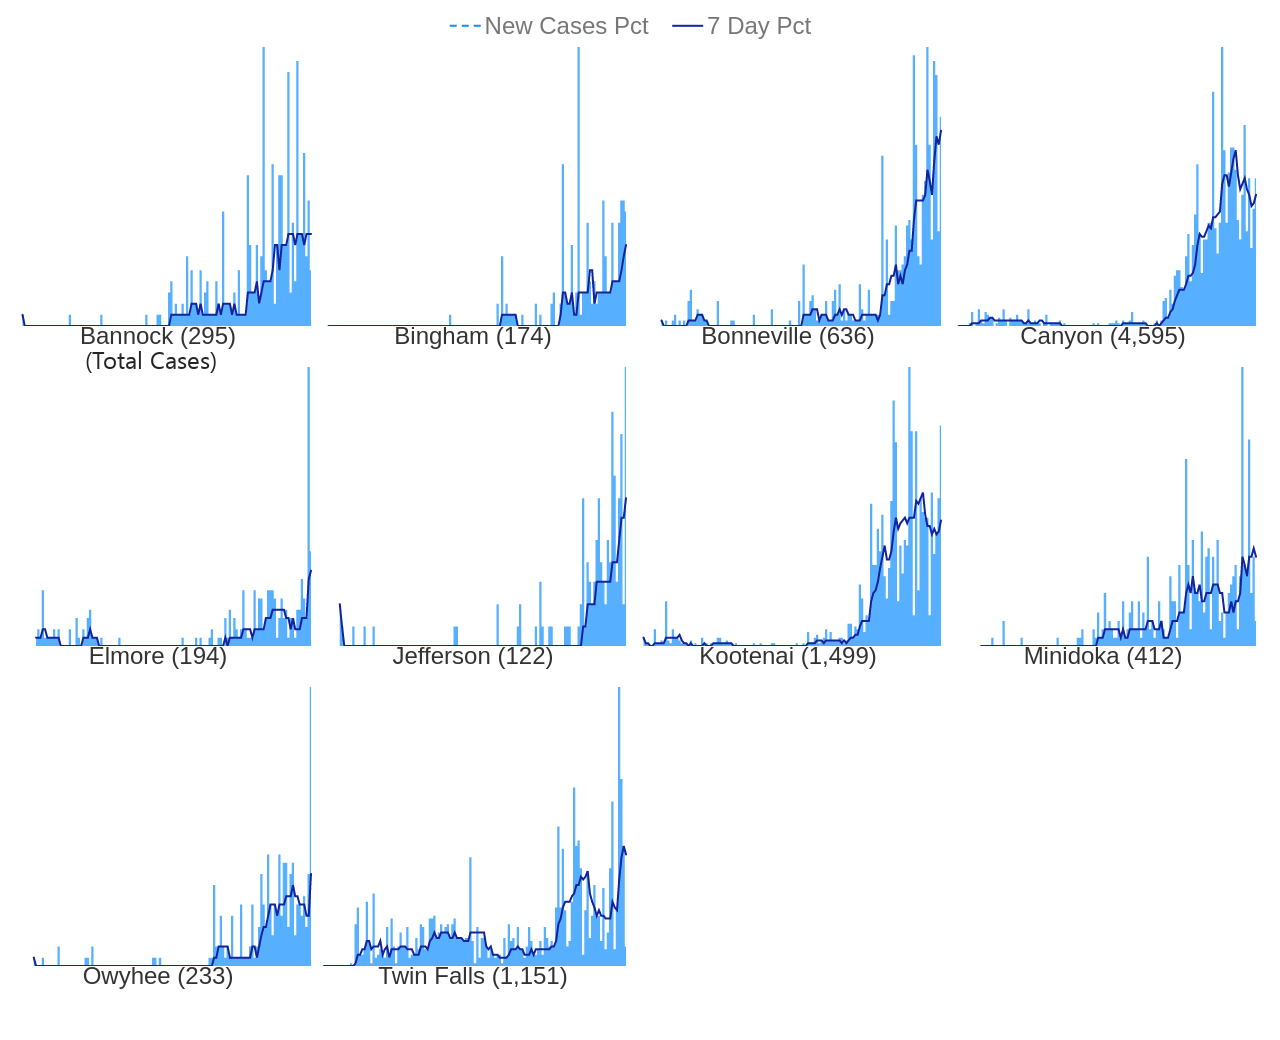 New Cases Pct 7 Day Pct
Bannock (295) Bingham (174) Bonneville (636) Canyon (4,595)
(Total Cases)
Elmore (194) Jefferson (122) Kootenai (1,499) Minidoka (412)
Owyhee (233) Twin Falls (1,151)